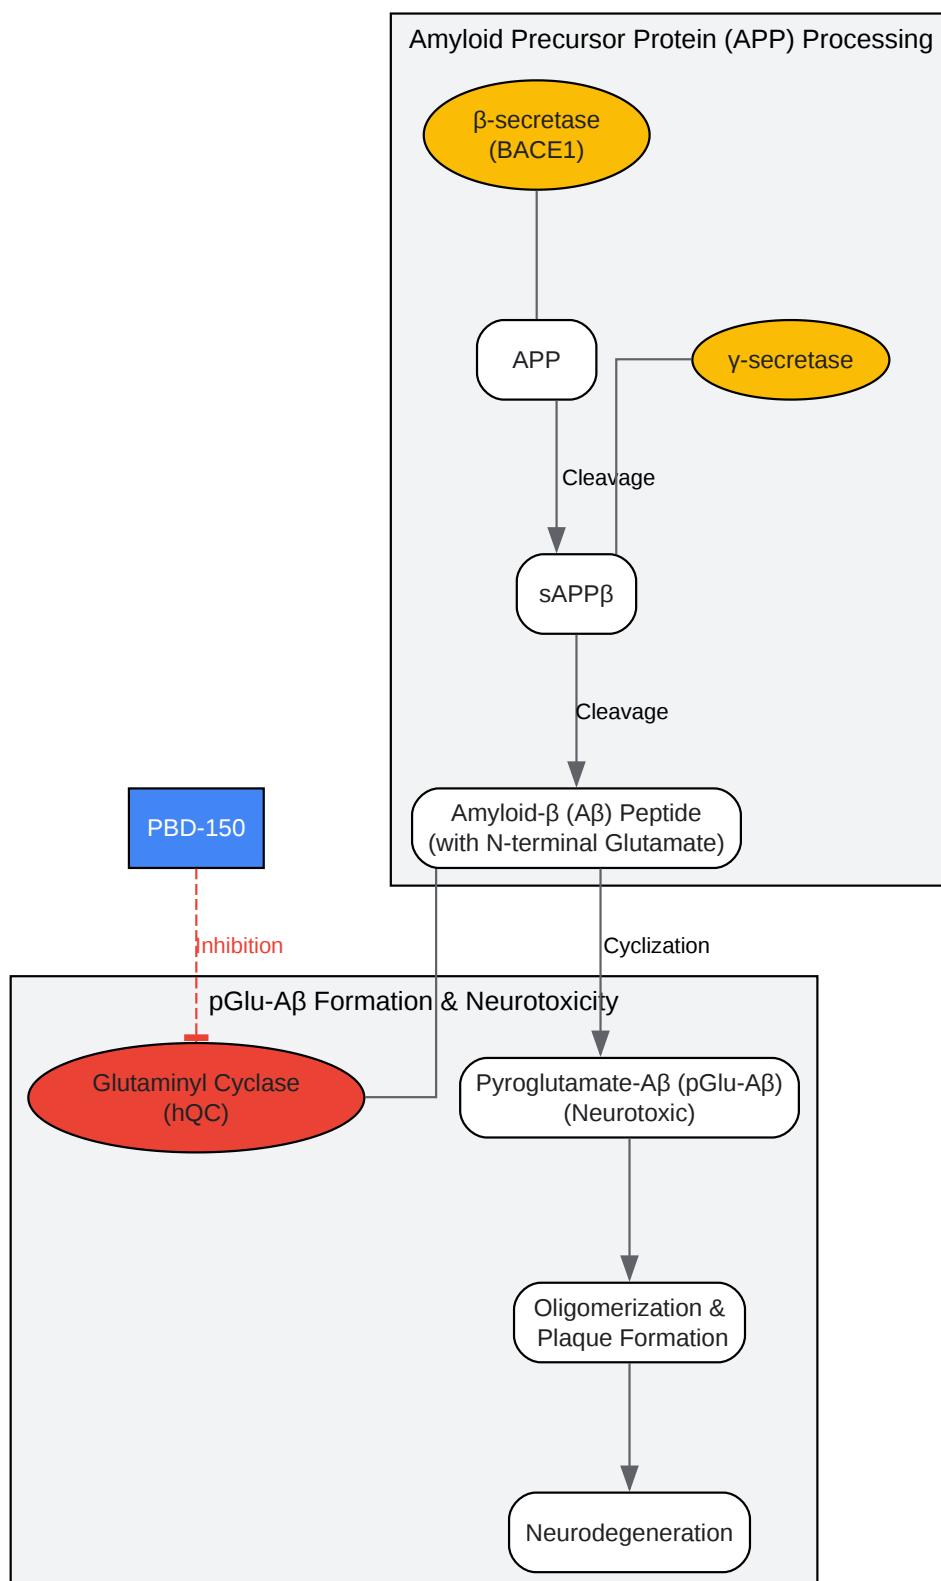 Amyloid Precursor Protein (APP) Processing
β-secretase
(BACE1)
APP
γ-secretase
Cleavage
sAPPβ
Cleavage
PBD-150
Amyloid-β (Aβ) Peptide
(with N-terminal Glutamate)
Inhibition
Cyclization
pGlu-Aβ Formation & Neurotoxicity
Glutaminyl Cyclase
(hQC)
Pyroglutamate-Aβ (pGlu-Aβ)
(Neurotoxic)
Oligomerization &
Plaque Formation
Neurodegeneration